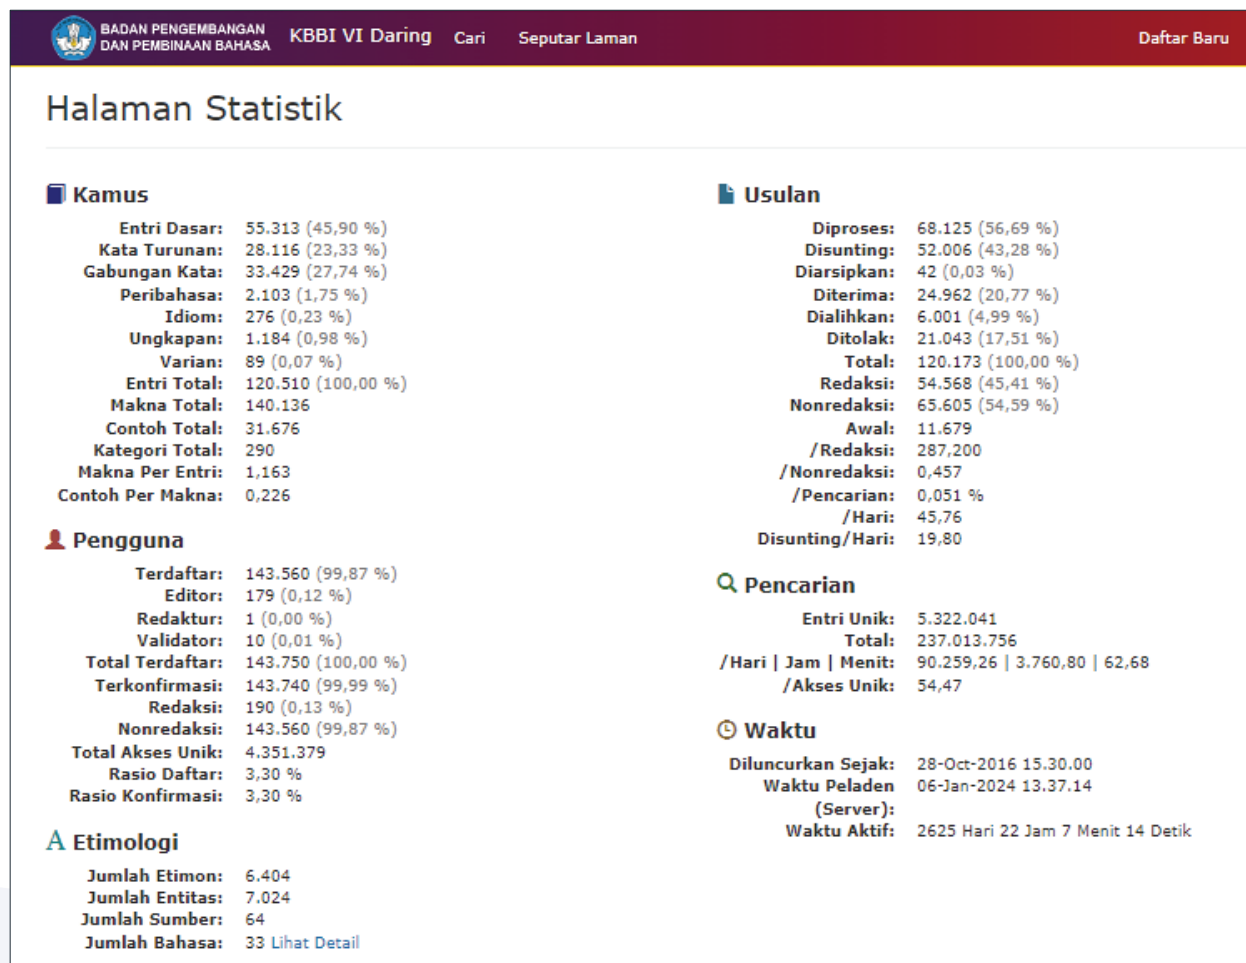 BADAN PENGEMBANGAN
DAN PEMBINAAN BAHASA
KBBI VI Daring
Cari
Seputar Laman
Daftar Baru
Halaman Statistik
Kamus
Entri Dasar: 55.313 (45,90 %)
Kata Turunan: 28.116 (23,33 %)
Gabungan Kata: 33.429 (27,74 %)
Peribahasa: 2.103 (1,75 %)
Idiom: 276 (0,23 %)
Ungkapan: 1.184 (0,98 %)
Varian: 89 (0,07 %)
Entri Total: 120.510 (100,00 %)
Makna Total: 140.136
Contoh Total: 31.676
Kategori Total: 290
Makna Per Entri: 1,163
Contoh Per Makna: 0,226
Pengguna
Terdaftar: 143.560 (99,87 %)
Editor: 179 (0,12 %)
Redaktur: 1 (0,00 %)
Validator: 10 (0,01 %)
Total Terdaftar: 143.750 (100,00 %)
Terkonfirmasi: 143.740 (99,99 %)
Redaksi: 190 (0,13 %)
Nonredaksi: 143.560 (99,87 %)
Total Akses Unik: 4.351.379
Rasio Daftar: 3,30 %
Rasio Konfirmasi: 3,30 %
Etimologi
Jumlah Etimon: 6.404
Jumlah Entitas: 7.024
Jumlah Sumber: 64
Jumlah Bahasa: 33 Lihat Detail
Usulan
Diproses: 68.125 (56,69 %)
Disunting: 52.006 (43,28 %)
Diarsipkan: 42 (0,03 %)
Diterima: 24.962 (20,77 %)
Dialihkan: 6.001 (4,99 %)
Ditolak: 21.043 (17,51 %)
Total: 120.173 (100,00 %)
Redaksi: 54.568 (45,41 %)
Nonredaksi: 65.605 (54,59 %)
Awal: 11.679
/Redaksi: 287,200
/Nonredaksi: 0,457
/Pencarian: 0,051 %
/Hari: 45,76
Disunting/Hari: 19,80
Pencarian
Entri Unik: 5.322.041
Total: 237.013.756
/Hari | Jam | Menit: 90.259,26 | 3.760,80 | 62,68
/Akses Unik: 54,47
Waktu
Diluncurkan Sejak: 28-Oct-2016 15.30.00
Waktu Peladen 06-Jan-2024 13.37.14
(Server):
Waktu Aktif: 2625 Hari 22 Jam 7 Menit 14 Detik